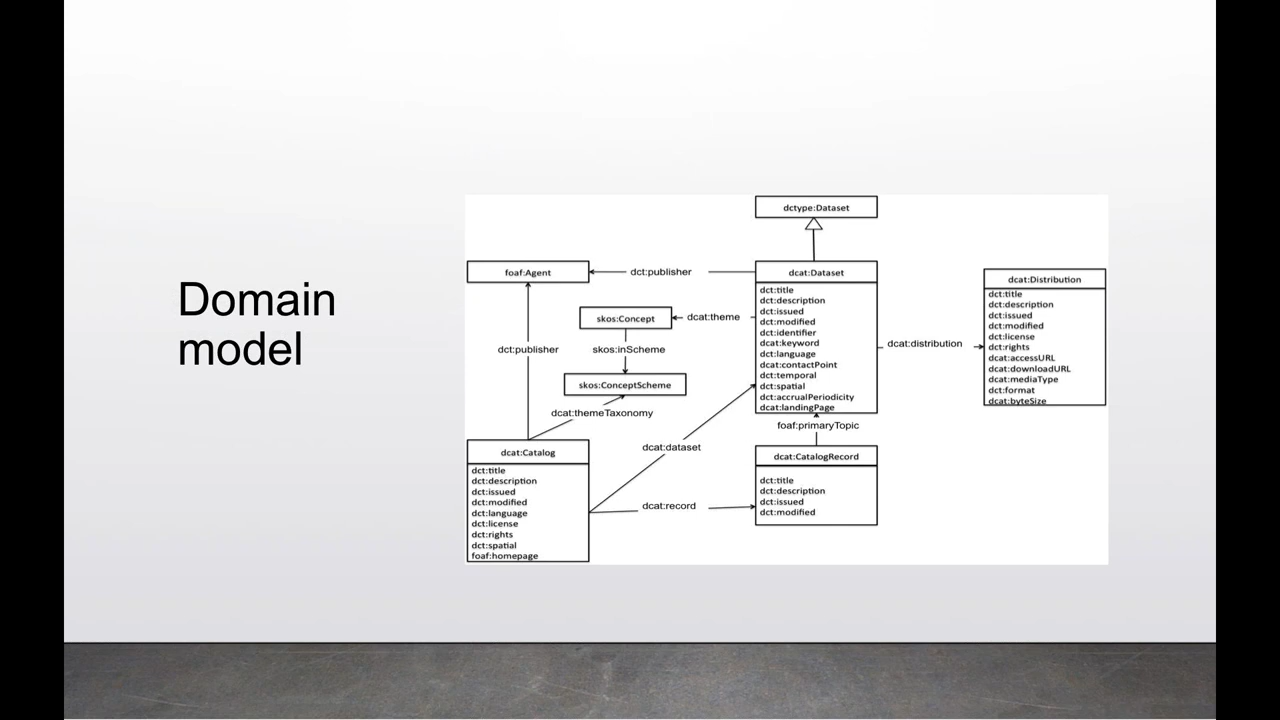 Domain
model
dctype:Dataset
foaf:Agent
dct:publisher
dcat:Dataset
dct:title
dct:description
dct:issued
dct:modified
dct:identifier
dcat:keyword
dct:language
dcat:contactPoint
dct:temporal
dct:spatial
dct:accrualPeriodicity
dcat:landingPage
dcat:Distribution
dct:title
dct:description
dct:issued
dct:modified
dct:license
dct:rights
dcat:accessURL
dcat:downloadURL
dcat:mediaType
dct:format
dcat:byteSize
skos:Concept
dcat:theme
dct:publisher
skos:inScheme
dcat:distribution
skos:ConceptScheme
dcat:themeTaxonomy
foaf:primaryTopic
dcat:dataset
dcat:Catalog
dct:title
dct:description
dct:issued
dct:modified
dct:language
dct:license
dct:rights
dct:spatial
foaf:homepage
dcat:record
dcat:CatalogRecord
dct:title
dct:description
dct:issued
dct:modified